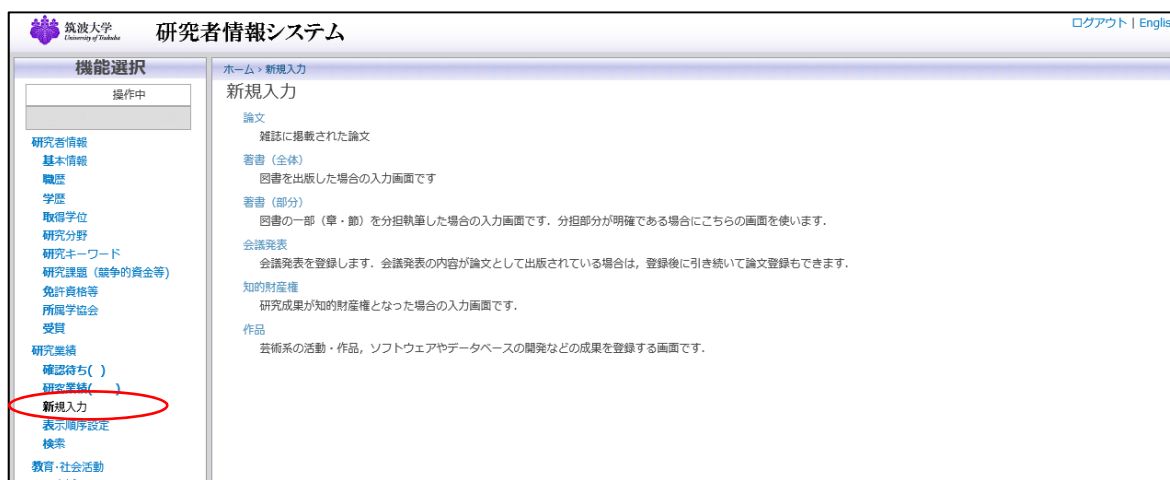 筑波大学
University of Tsukuba
研究者情報システム
ログアウト | Englis
機能選択
操作中
研究者情報
基本情報
職歴
学歴
取得学位
研究分野
研究キーワード
研究課題（競争的資金等)
免許資格等
所属学協会
受賞
研究業績
確認待ち( )
研究業績( )
新規入力
表示順序設定
検索
教育･社会活動
ホーム › 新規入力
新規入力
論文
雑誌に掲載された論文
著書（全体）
図書を出版した場合の入力画面です
著書（部分）
図書の一部（章・節）を分担執筆した場合の入力画面です．分担部分が明確である場合にこちらの画面を使います．
会議発表
会議発表を登録します．会議発表の内容が論文として出版されている場合は，登録後に引き続いて論文登録もできます．
知的財産権
研究成果が知的財産権となった場合の入力画面です．
作品
芸術系の活動・作品，ソフトウェアやデータベースの開発などの成果を登録する画面です．